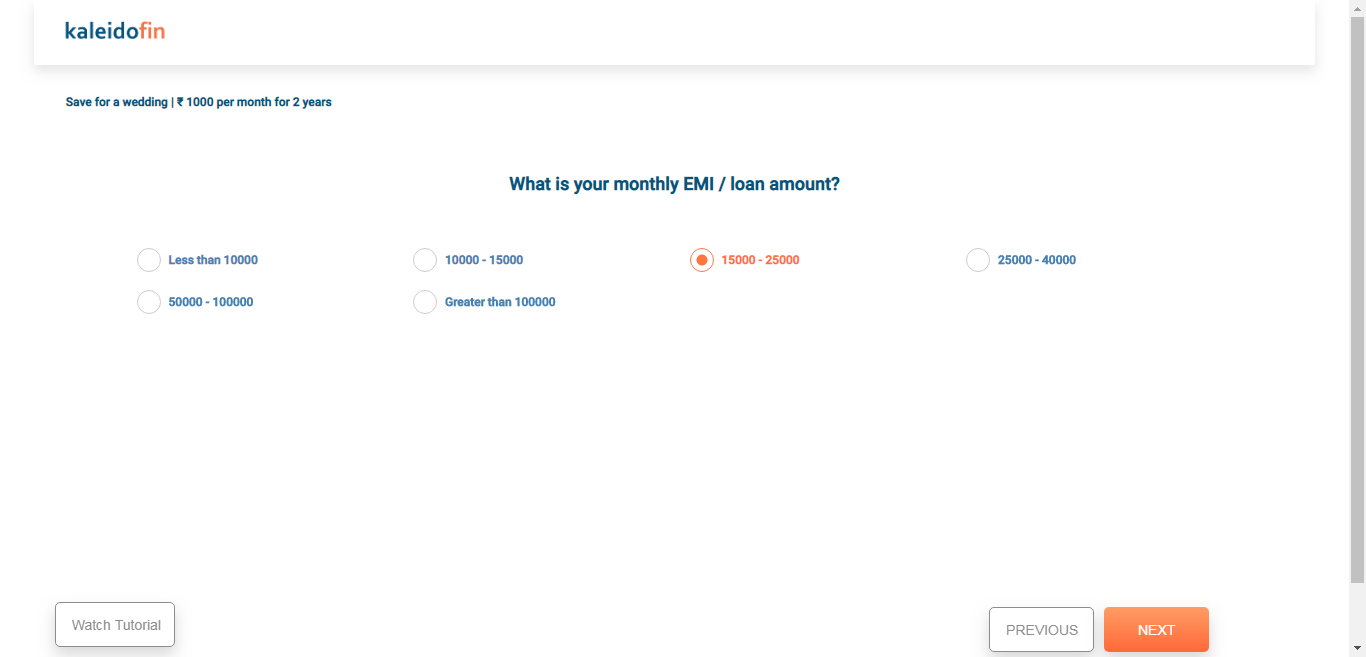 kaleidofin
Save for a wedding | ₹ 1000 per month for 2 years
What is your monthly EMI / loan amount?
Less than 10000
10000 - 15000
15000 - 25000
25000 - 40000
50000 - 100000
Greater than 100000
Watch Tutorial
PREVIOUS
NEXT